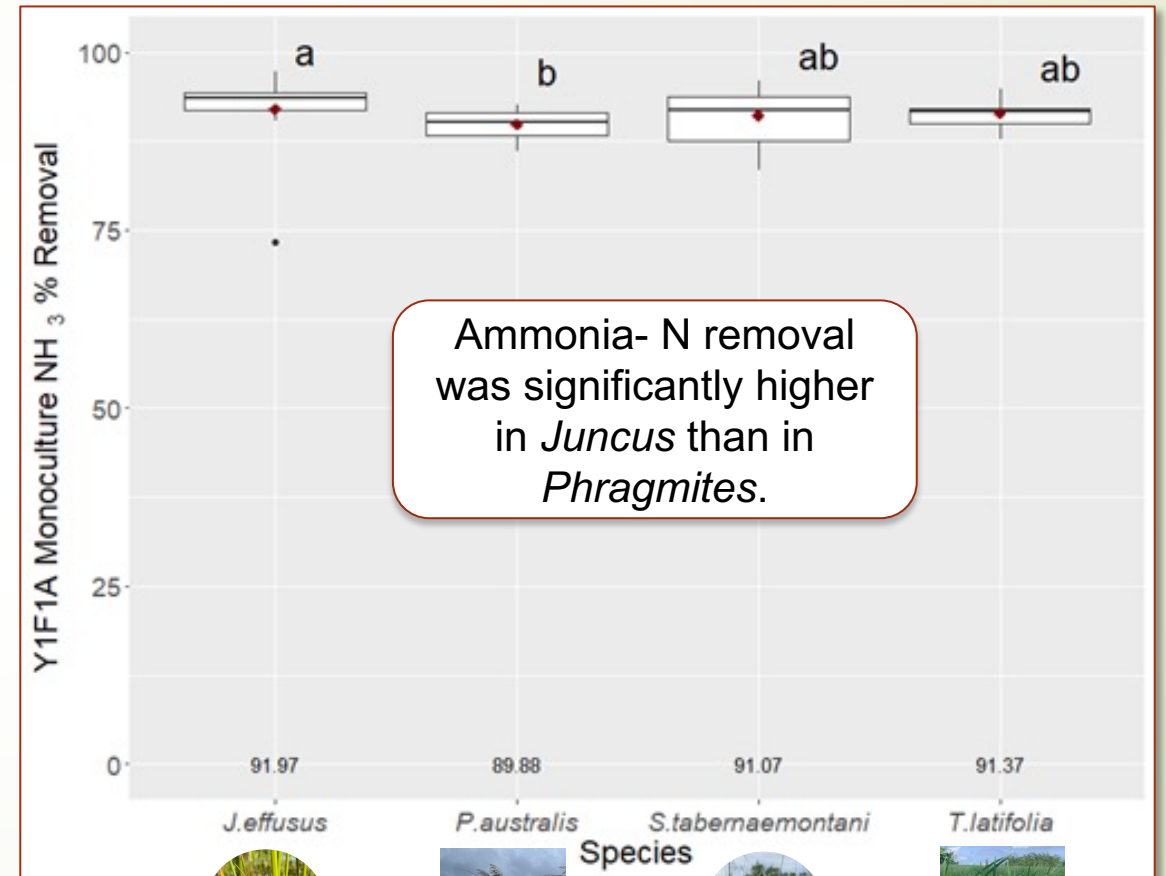 100
a
b
ab
ab
75
50
25
0
Y1F1A Monoculture NH 3 % Removal
Ammonia- N removal
was significantly higher
in Juncus than in
Phragmites.
91.97
89.88
91.07
91.37
J.effusus
P.australis
S.tabernaemontani
T.latifolia
Species